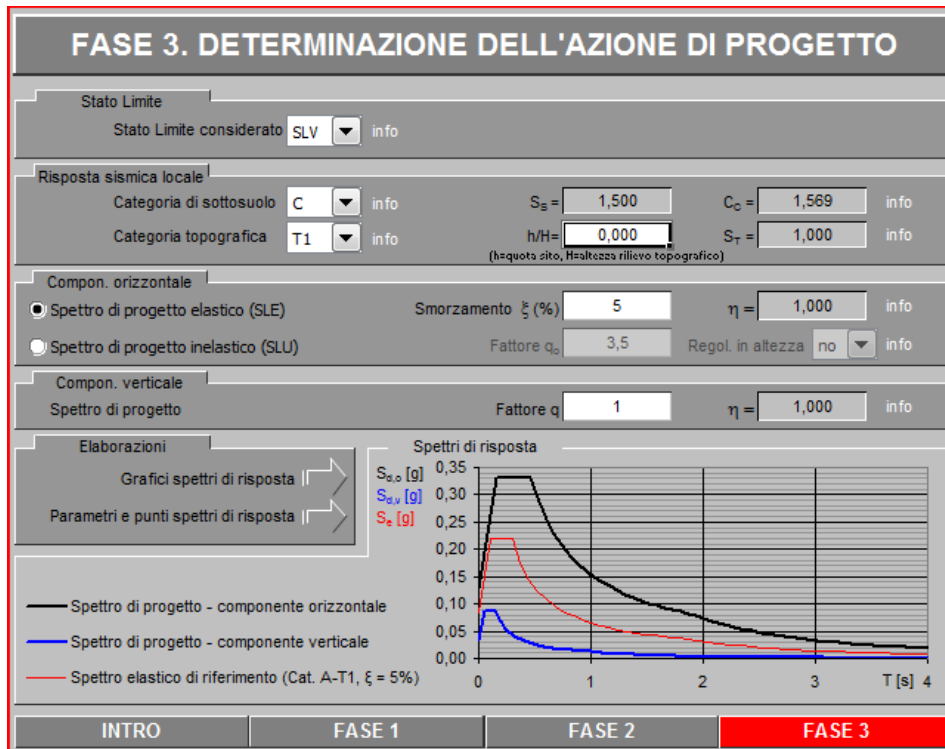 FASE 3. DETERMINAZIONE DELL'AZIONE DI PROGETTO
Stato Limite
Stato Limite considerato SLV info
Risposta sismica locale
Categoria di sottosuolo C info S_S = 1,500 C_C = 1,569 info
Categoria topografica T1 info h/H= 0,000 S_T = 1,000 info
(h=quota sito, H=altezza rilievo topografico)
Compon. orizzontale
Spettro di progetto elastico (SLE) Smorzamento ξ (%) 5 η = 1,000 info
Spettro di progetto inelastico (SLU) Fattore q_o 3,5 Regol. in altezza no info
Compon. verticale
Spettro di progetto Fattore q 1 η = 1,000 info
Elaborazioni
Grafici spettri di risposta
Parametri e punti spettri di risposta
Spettri di risposta
S_d,o [g]
S_d,v [g]
S_e [g]
0,35
0,30
0,25
0,20
0,15
0,10
0,05
0,00
0 1 2 3 T [s] 4
Spettro di progetto - componente orizzontale
Spettro di progetto - componente verticale
Spettro elastico di riferimento (Cat. A-T1, ξ = 5%)
INTRO FASE 1 FASE 2 FASE 3